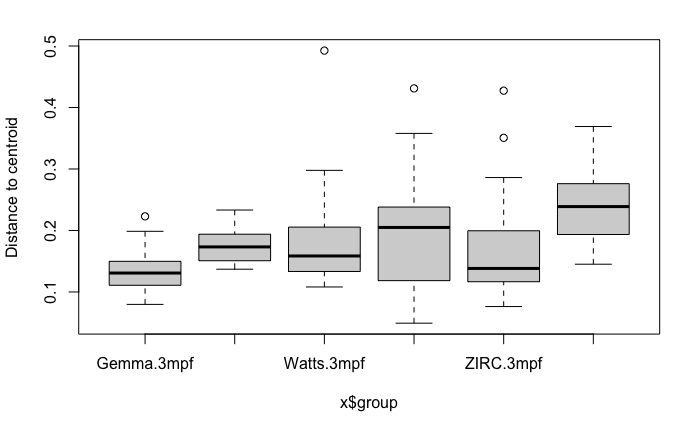 Distance to centroid
0.5
0.4
0.3
0.2
0.1
Gemma.3mpf Watts.3mpf ZIRC.3mpf
x$group